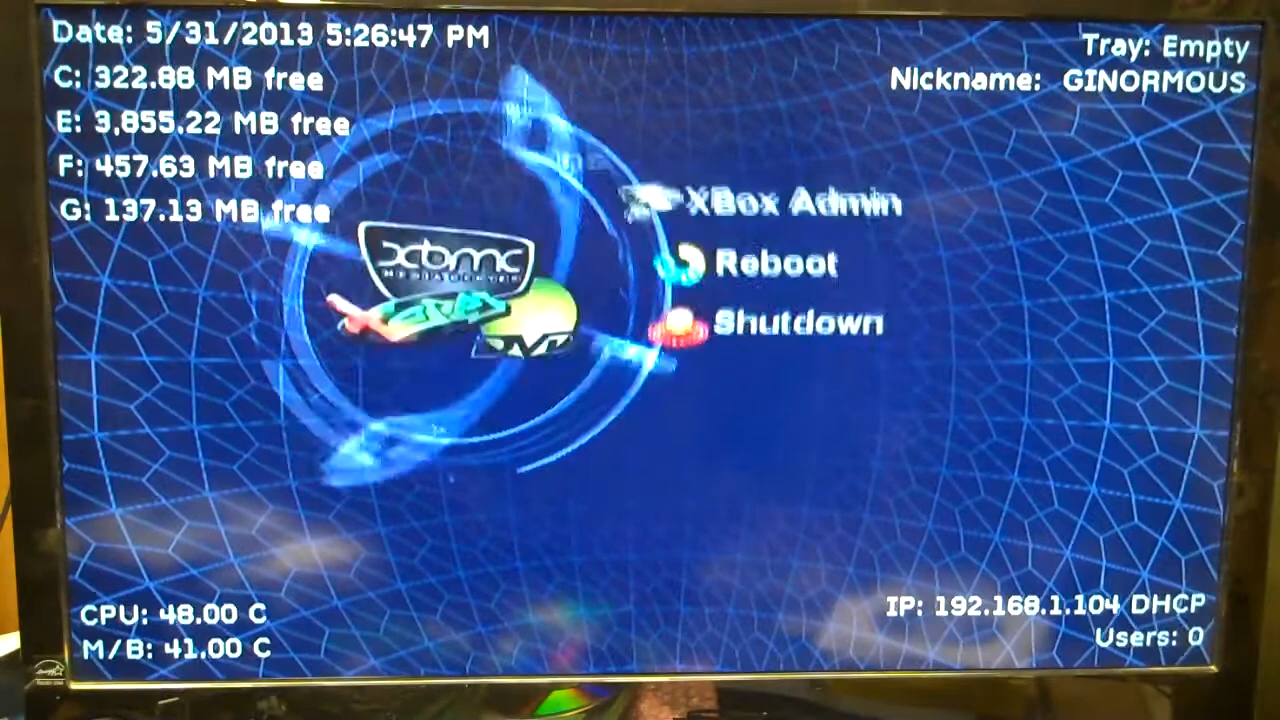 Date: 5/31/2013 5:26:47 PM
C: 322.88 MB free
E: 3,855.22 MB free
F: 457.63 MB free
G: 137.13 MB free
Tray: Empty
Nickname: GINORMOUS
XBox Admin
Reboot
Shutdown
xbmc
MEDIACENTER
CPU: 48.00 C
M/B: 41.00 C
IP: 192.168.1.104 DHCP
Users: 0